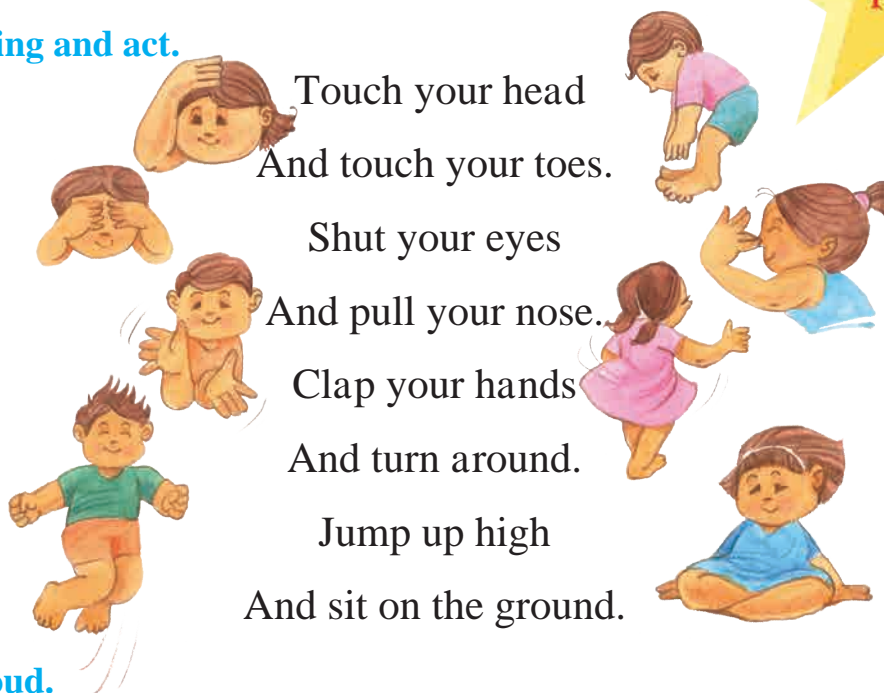 ing and act.
Touch your head
And touch your toes.
Shut your eyes
And pull your nose.
Clap your hands
And turn around.
Jump up high
And sit on the ground.
oud.